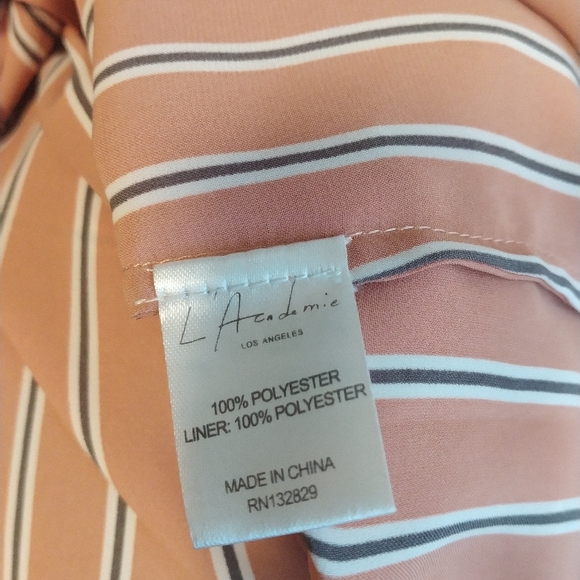 L'Academie
LOS ANGELES
100% POLYESTER
LINER: 100% POLYESTER
MADE IN CHINA
RN132829